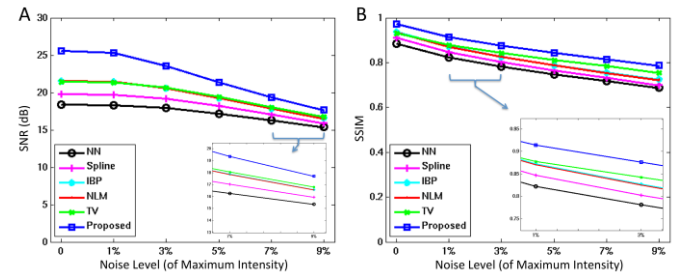 A
30
25
20
15
10
5
0
SNR (dB)
NN
Spline
IBP
NLM
TV
Proposed
0 1% 3% 5% 7% 9%
Noise Level (of Maximum Intensity)
B
1
0.8
0.6
0.4
0.2
0
SSIM
NN
Spline
IBP
NLM
TV
Proposed
0 1% 3% 5% 7% 9%
Noise Level (of Maximum Intensity)